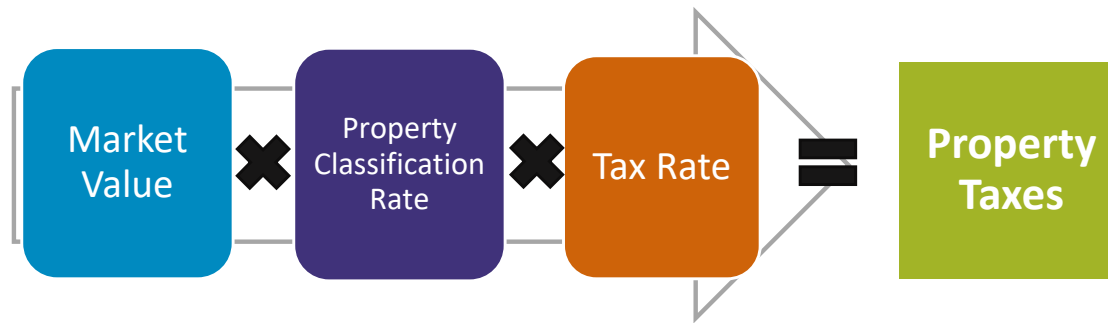 Market
Value
Property
Classification
Rate
Tax Rate
Property
Taxes